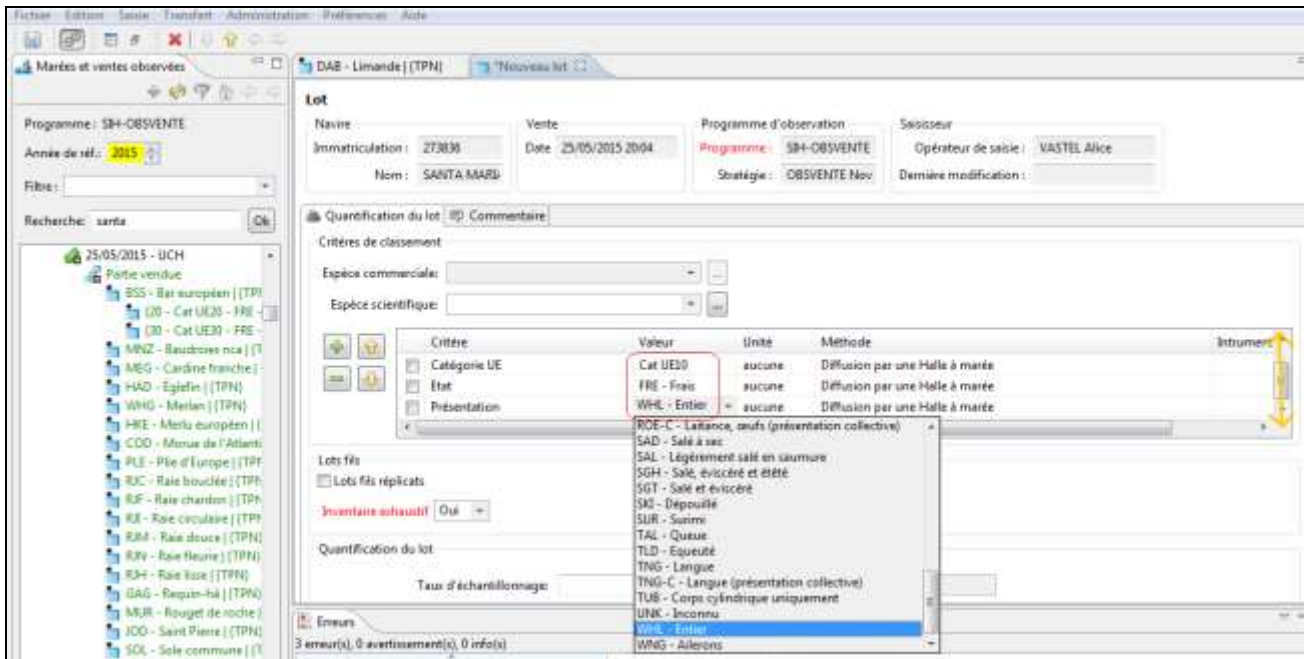 Fichier Edition Saisie Transfert Administration Préférences Aide
Marées et ventes observées
Programme : SIH-OBSVENTE
Année de réf.: 2015
Filtre :
Recherche: santa Ok
25/05/2015 - UCH
Partie vendue
BSS - Bar européen | (TPN
(20 - Cat UE20 - FRE -
(30 - Cat UE30 - FRE -
MNZ - Baudroies nca | (T
MEG - Cardine franche |
HAD - Eglefin | (TPN)
WHG - Merlan | (TPN)
HKE - Merlu européen | (
COD - Morue de l'Atlanti
PLE - Plie d'Europe | (TPN
RJC - Raie bouclée | (TPN
RJF - Raie chardon | (TPN
RJI - Raie circulaire | (TPN
RJM - Raie douce | (TPN)
RJN - Raie fleurie | (TPN)
RJH - Raie lisse | (TPN)
GAG - Requin-hâ | (TPN)
MUR - Rouget de roche |
JOD - Saint Pierre | (TPN)
SOL - Sole commune | (T
DAB - Limande | (TPN)
*Nouveau lot
Lot
Navire
Immatriculation : 273836
Nom : SANTA MARIA
Vente
Date 25/05/2015 20:04
Programme d'observation
Programme : SIH-OBSVENTE
Stratégie : OBSVENTE Nov
Saisisseur
Opérateur de saisie : VASTEL Alice
Dernière modification :
Quantification du lot Commentaire
Critères de classement
Espèce commerciale: ...
Espèce scientifique: ...
Critère Valeur Unité Méthode Intrument
Catégorie UE Cat UE10 aucune Diffusion par une Halle à marée
Etat FRE - Frais aucune Diffusion par une Halle à marée
Présentation WHL - Entier aucune Diffusion par une Halle à marée
ROE-C - Laitance, œufs (présentation collective)
SAD - Salé à sec
SAL - Légèrement salé en saumure
SGH - Salé, éviscéré et étêté
SGT - Salé et éviscéré
SKI - Dépouillé
SUR - Surimi
TAL - Queue
TLD - Equeuté
TNG - Langue
TNG-C - Langue (présentation collective)
TUB - Corps cylindrique uniquement
UNK - Inconnu
WHL - Entier
WNG - Ailerons
Lots fils
Lots fils réplicats
Inventaire exhaustif Oui
Quantification du lot
Taux d'échantillonnage:
Erreurs
3 erreur(s), 0 avertissement(s), 0 info(s)